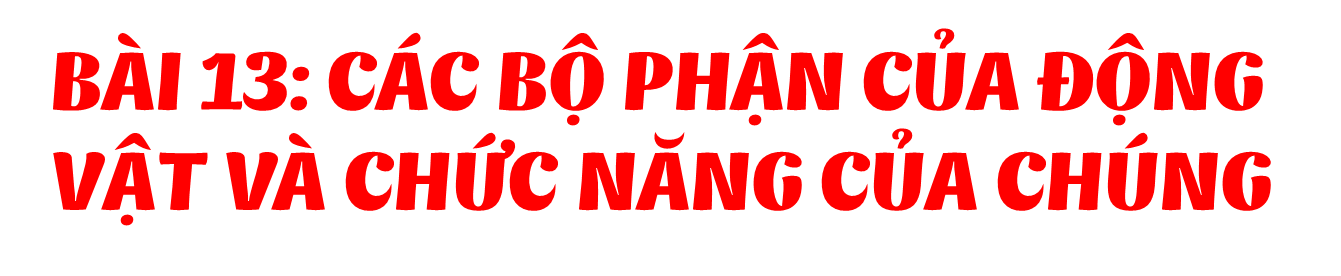 BÀI 13: CÁC BỘ PHẬN CỦA ĐỘNG
VẬT VÀ CHỨC NĂNG CỦA CHÚNG